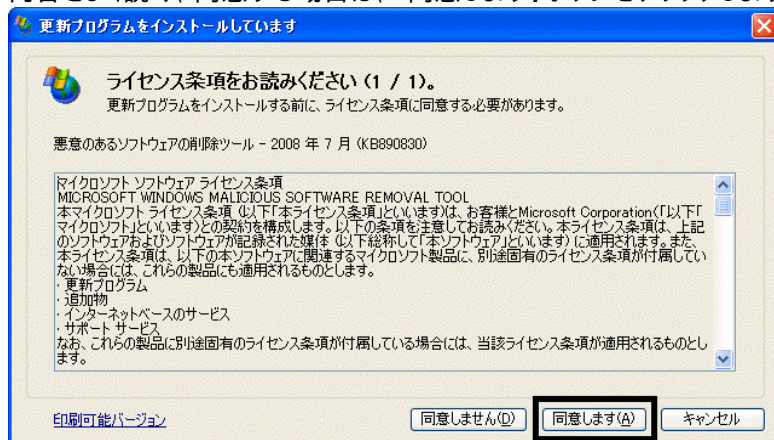 更新プログラムをインストールしています
ライセンス条項をお読みください (1 / 1)。
更新プログラムをインストールする前に、ライセンス条項に同意する必要があります。
悪意のあるソフトウェアの削除ツール - 2008 年 7 月 (KB890830)
マイクロソフト ソフトウェア ライセンス条項
MICROSOFT WINDOWS MALICIOUS SOFTWARE REMOVAL TOOL
本マイクロソフト ライセンス条項 (以下「本ライセンス条項」といいます)は、お客様とMicrosoft Corporation(「以下「
マイクロソフト」といいます)との契約を構成します。以下の条項を注意してお読みください。本ライセンス条項は、上記
のソフトウェアおよびソフトウェアが記録された媒体 (以下総称して「本ソフトウェア」といいます) に適用されます。また、
本ライセンス条項は、以下の本ソフトウェアに関連するマイクロソフト製品に、別途固有のライセンス条項が付属してい
ない場合には、これらの製品にも適用されるものとします。
・更新プログラム
・追加物
・インターネットベースのサービス
・サポート サービス
なお、これらの製品に別途固有のライセンス条項が付属している場合には、当該ライセンス条項が適用されるものとし
ます。
印刷可能バージョン
同意しません(D)
同意します(A)
キャンセル